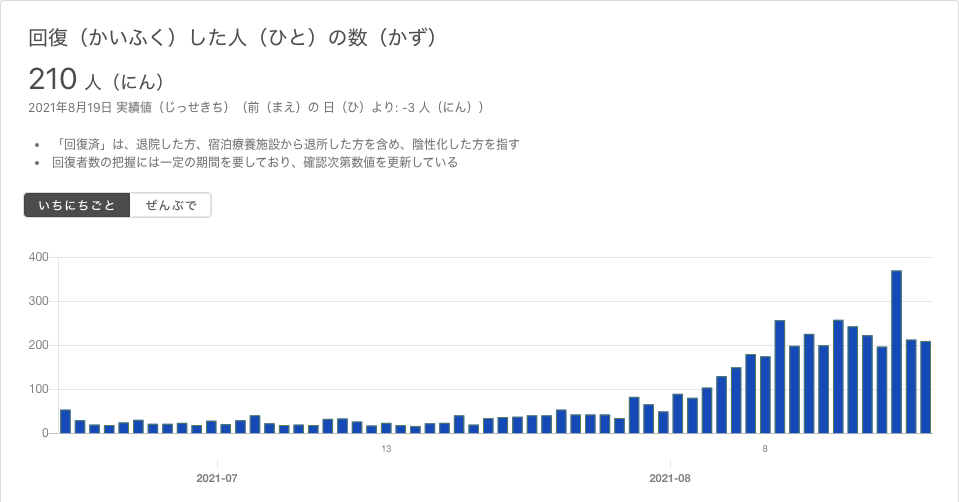 回復（かいふく）した人（ひと）の数（かず）
210 人（にん）
2021年8月19日 実績値（じっせきち）（前（まえ）の 日（ひ）より: -3 人（にん））
• 「回復済」は、退院した方、宿泊療養施設から退所した方を含め、陰性化した方を指す
• 回復者数の把握には一定の期間を要しており、確認次第数値を更新している
いちにちごと ぜんぶで
400
300
200
100
0
13 8
2021-07 2021-08